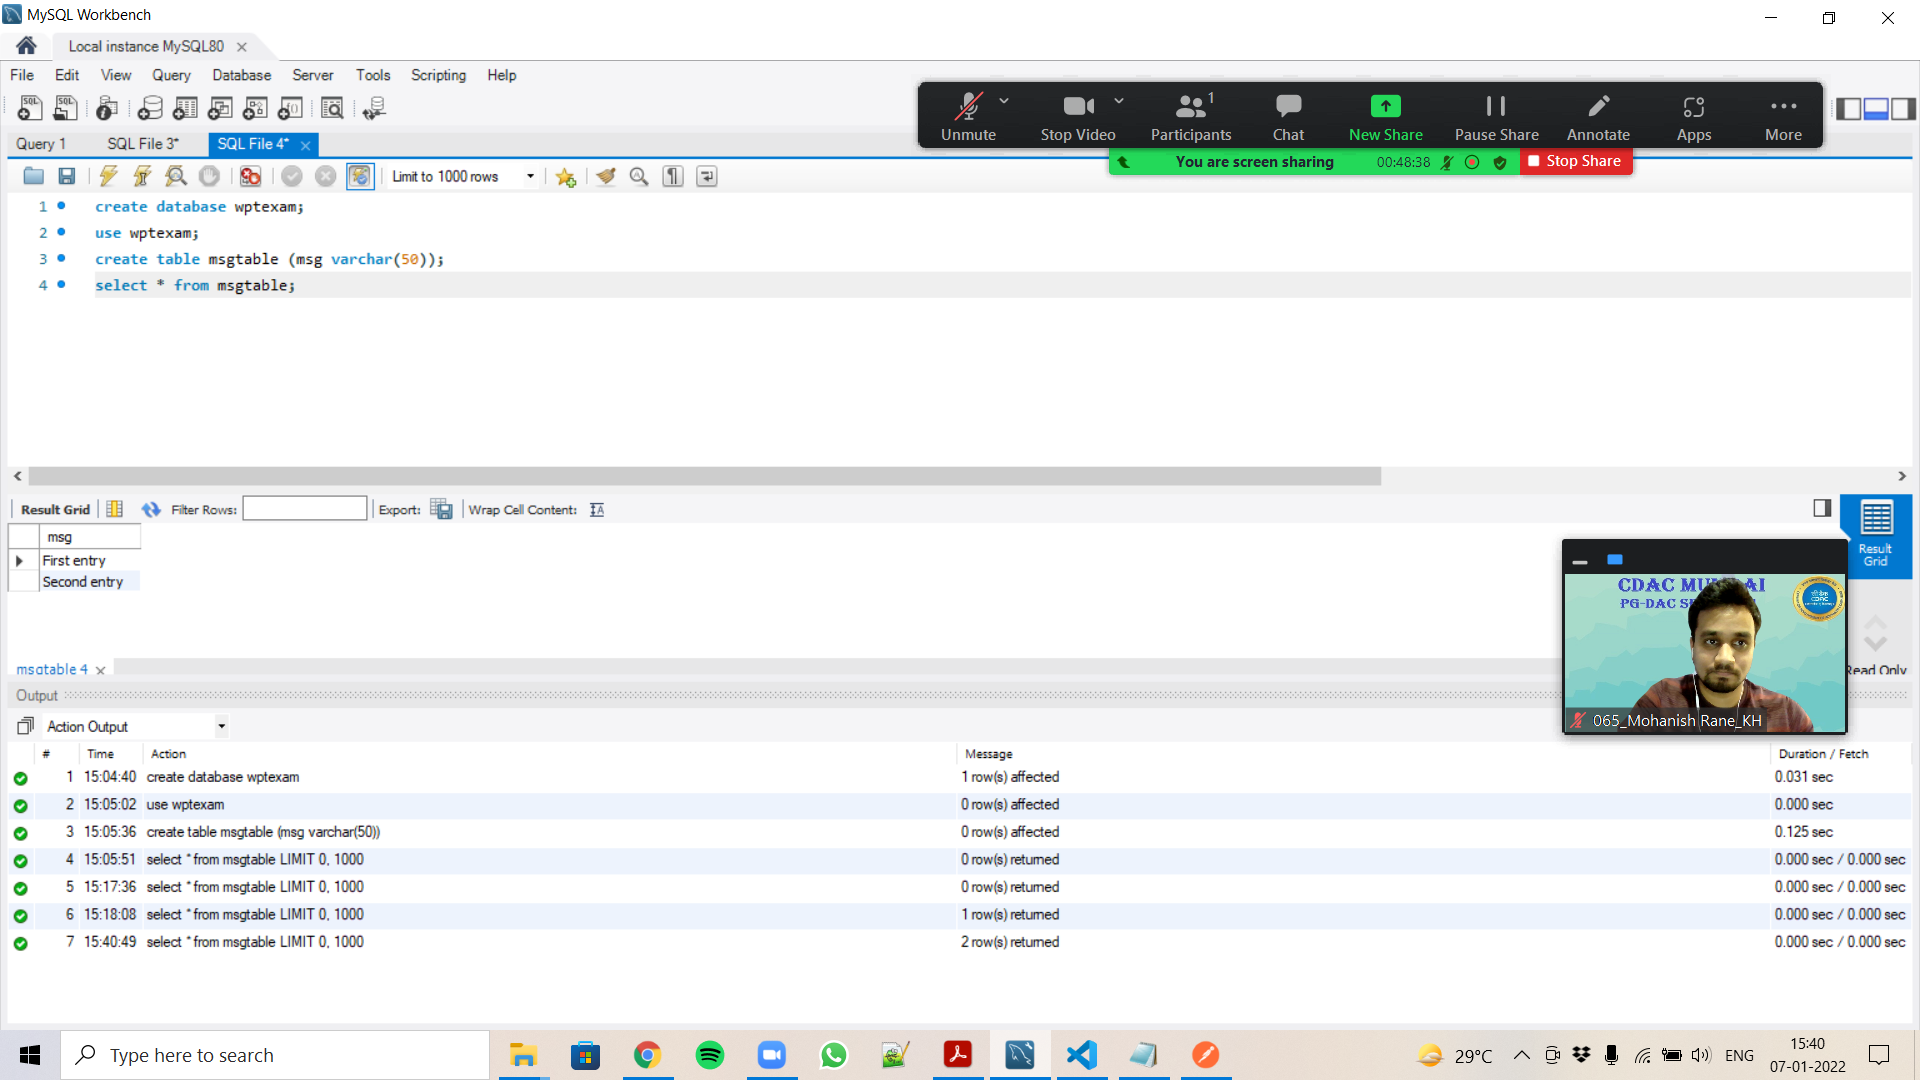 MySQL Workbench
Local instance MySQL80
File Edit View Query Database Server Tools Scripting Help
Unmute Stop Video Participants 1 Chat New Share Pause Share Annotate Apps More
You are screen sharing 00:48:38 Stop Share
Query 1 SQL File 3* SQL File 4*
Limit to 1000 rows
1 create database wptexam;
2 use wptexam;
3 create table msgtable (msg varchar(50));
4 select * from msgtable;
Result Grid Filter Rows: Export: Wrap Cell Content:
msg
First entry
Second entry
Result
Grid
CDAC
PG-DAC
065_Mohanish Rane_KH
msgtable 4
Read Only
Output
Action Output
# Time Action Message Duration / Fetch
1 15:04:40 create database wptexam 1 row(s) affected 0.031 sec
2 15:05:02 use wptexam 0 row(s) affected 0.000 sec
3 15:05:36 create table msgtable (msg varchar(50)) 0 row(s) affected 0.125 sec
4 15:05:51 select * from msgtable LIMIT 0, 1000 0 row(s) returned 0.000 sec / 0.000 sec
5 15:17:36 select * from msgtable LIMIT 0, 1000 0 row(s) returned 0.000 sec / 0.000 sec
6 15:18:08 select * from msgtable LIMIT 0, 1000 1 row(s) returned 0.000 sec / 0.000 sec
7 15:40:49 select * from msgtable LIMIT 0, 1000 2 row(s) returned 0.000 sec / 0.000 sec
Type here to search
29°C ENG 15:40
07-01-2022